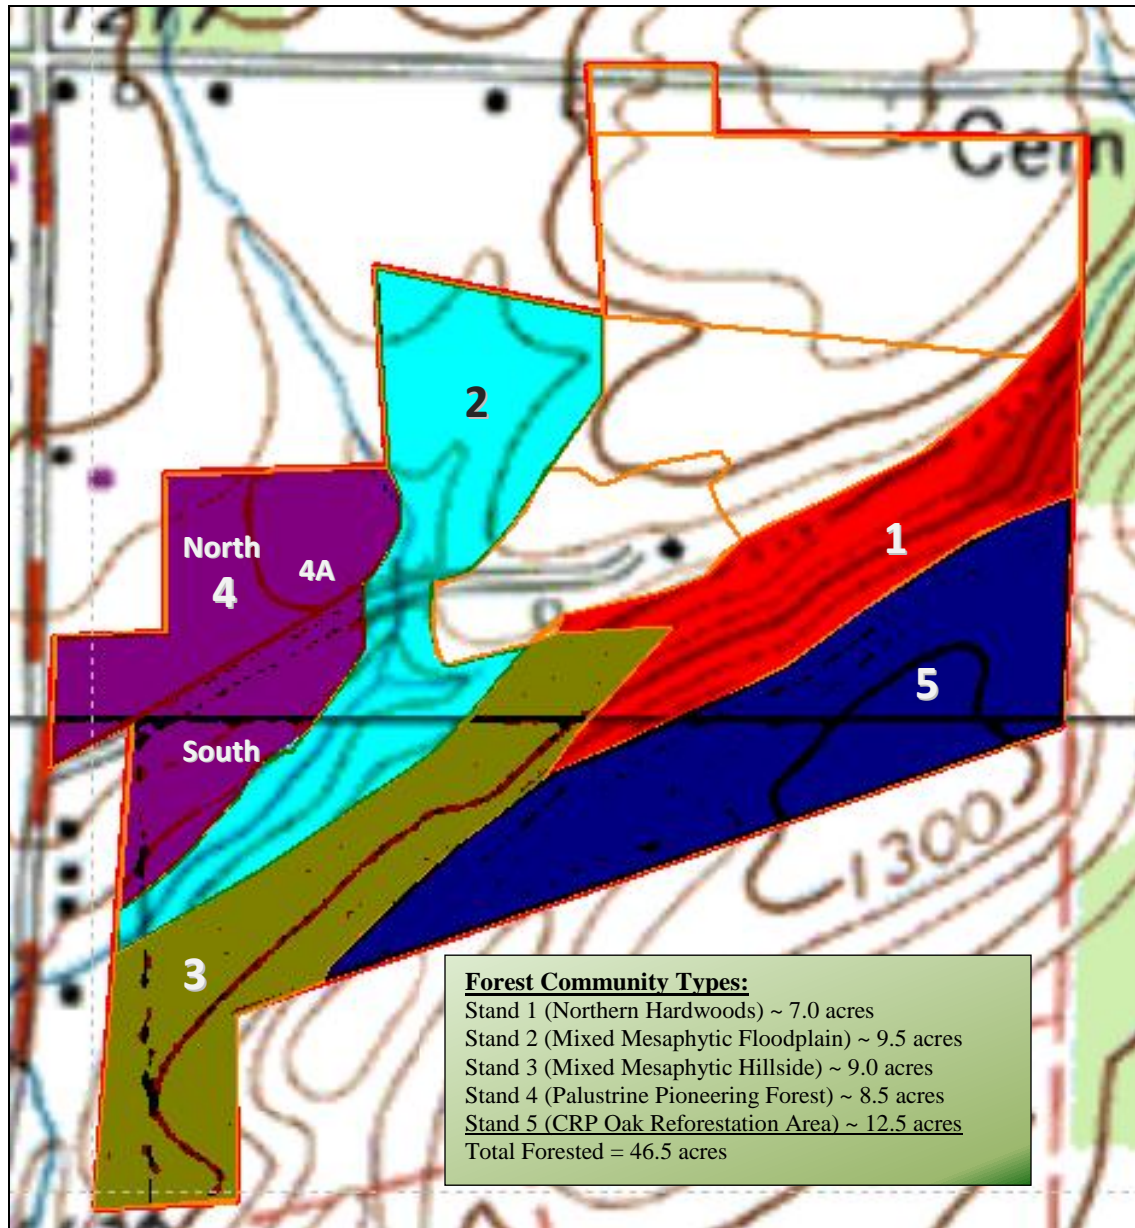 Cem
2
1
North
4A
4
5
South
1300
3
Forest Community Types:
Stand 1 (Northern Hardwoods) ~ 7.0 acres
Stand 2 (Mixed Mesaphytic Floodplain) ~ 9.5 acres
Stand 3 (Mixed Mesaphytic Hillside) ~ 9.0 acres
Stand 4 (Palustrine Pioneering Forest) ~ 8.5 acres
Stand 5 (CRP Oak Reforestation Area) ~ 12.5 acres
Total Forested = 46.5 acres